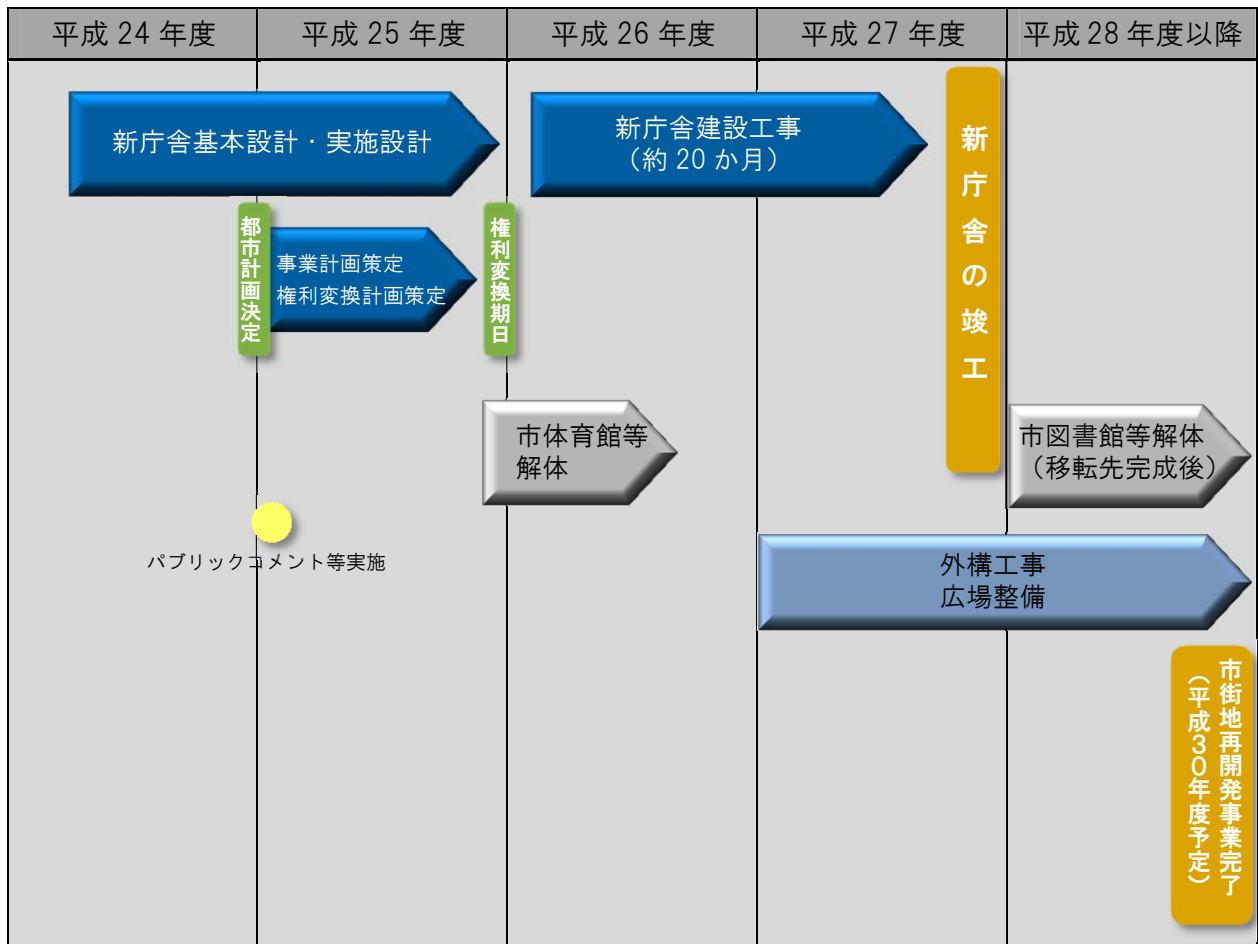 平成 24 年度
平成 25 年度
平成 26 年度
平成 27 年度
平成 28 年度以降
新庁舎基本設計・実施設計
新庁舎建設工事
（約 20 か月）
新庁舎の竣工
都市計画決定
事業計画策定
権利変換計画策定
権利変換期日
市体育館等
解体
市図書館等解体
（移転先完成後）
パブリックコメント等実施
外構工事
広場整備
市街地再開発事業完了
（平成３０年度予定）